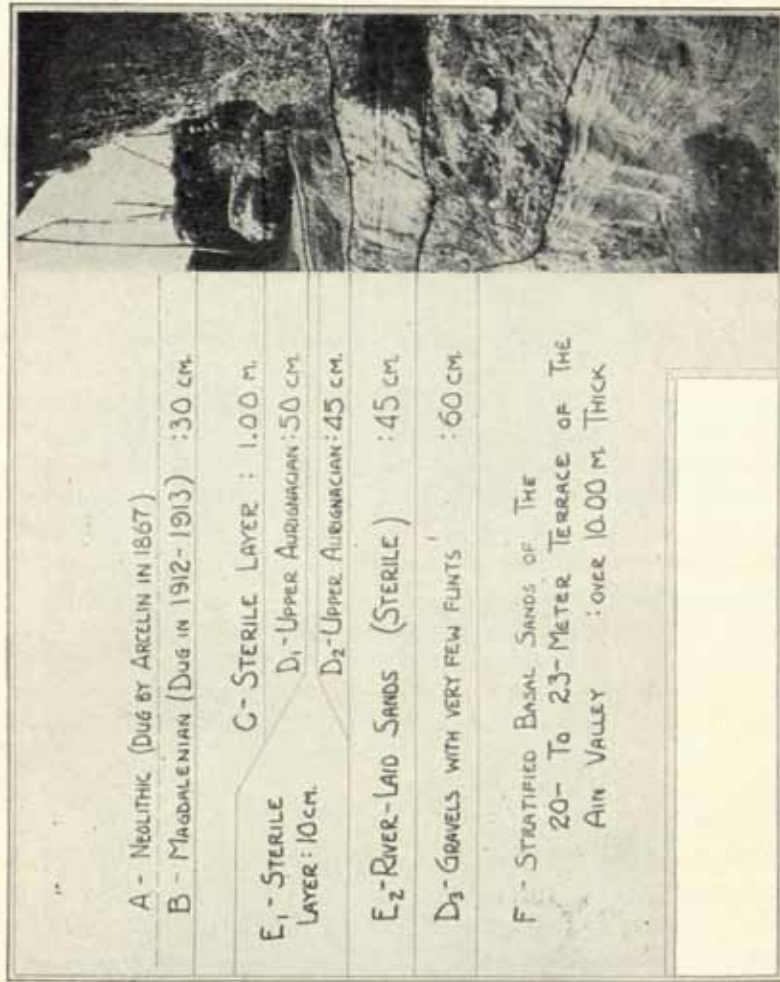 A - NEOLITHIC (DUG BY ARCELIN IN 1867)
B - MAGDALENIAN (DUG IN 1912-1913) :30 CM.
C - STERILE LAYER : 1.00 M.
D₁ - UPPER AURIGNACIAN :50 CM.
E₁ - STERILE
LAYER : 10 CM.
D₂ - UPPER AURIGNACIAN :45 CM.
E₂ - RIVER-LAID SANDS (STERILE) :45 CM.
D₃ - GRAVELS WITH VERY FEW FLINTS :60 CM.
F - STRATIFIED BASAL SANDS OF THE
20- TO 23- METER TERRACE OF THE
AIN VALLEY : OVER 10.00 M THICK